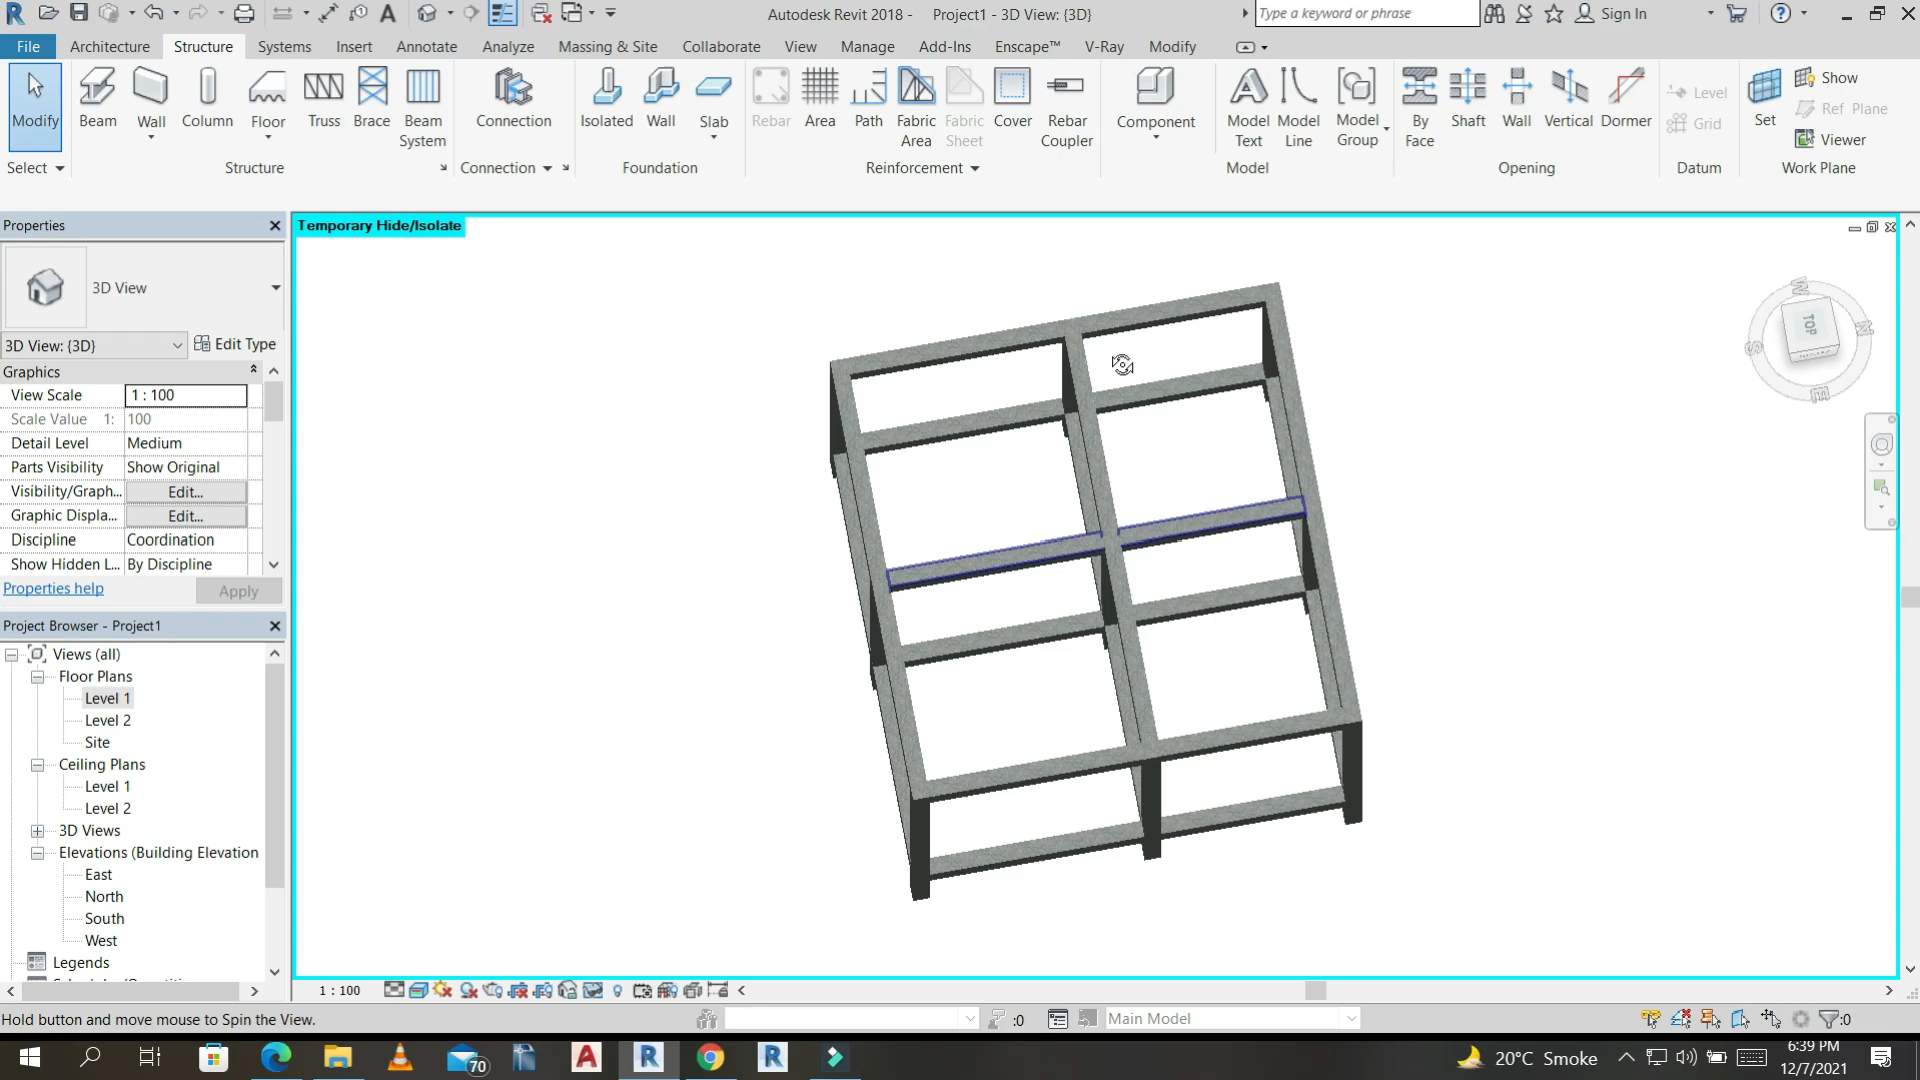 Autodesk Revit 2018 -    Project1 - 3D View: {3D}
Type a keyword or phrase
Sign In
File Architecture Structure Systems Insert Annotate Analyze Massing & Site Collaborate View Manage Add-Ins Enscape™ V-Ray Modify
Modify
Beam
Wall
Column
Floor
Truss
Brace
Beam
System
Connection
Isolated
Wall
Slab
Rebar
Area
Path
Fabric
Area
Fabric
Sheet
Cover
Rebar
Coupler
Component
Model
Text
Model
Line
Model
Group
By
Face
Shaft
Wall
Vertical
Dormer
Level
Grid
Set
Show
Ref Plane
Viewer
Select
Structure
Connection
Foundation
Reinforcement
Model
Opening
Datum
Work Plane
Properties
3D View
3D View: {3D}
Edit Type
Graphics
View Scale 1 : 100
Scale Value 1: 100
Detail Level Medium
Parts Visibility Show Original
Visibility/Graph... Edit...
Graphic Displa... Edit...
Discipline Coordination
Show Hidden L... By Discipline
Properties help
Apply
Project Browser - Project1
Views (all)
Floor Plans
Level 1
Level 2
Site
Ceiling Plans
Level 1
Level 2
3D Views
Elevations (Building Elevation
East
North
South
West
Legends
Temporary Hide/Isolate
TOP
W
N
S
E
1 : 100
Hold button and move mouse to Spin the View.
:0
Main Model
:0
70
20°C Smoke
6:39 PM
12/7/2021